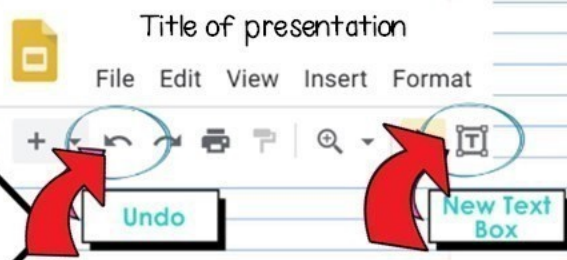 Title of presentation
File Edit View Insert Format
T
Undo
New Text
Box